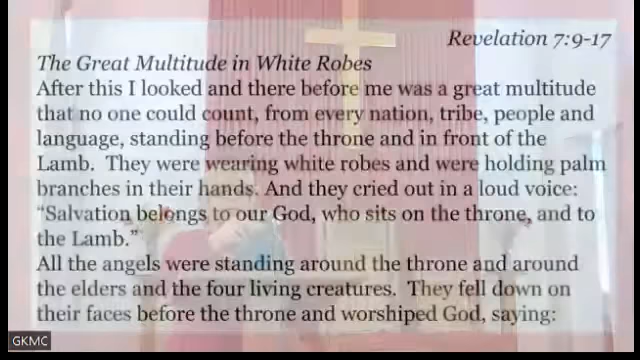 Revelation 7:9-17
The Great Multitude in White Robes
After this I looked and there before me was a great multitude
that no one could count, from every nation, tribe, people and
language, standing before the throne and in front of the
Lamb.  They were wearing white robes and were holding palm
branches in their hands. And they cried out in a loud voice:
“Salvation belongs to our God, who sits on the throne, and to
the Lamb.”
All the angels were standing around the throne and around
the elders and the four living creatures.  They fell down on
their faces before the throne and worshiped God, saying:
GKMC